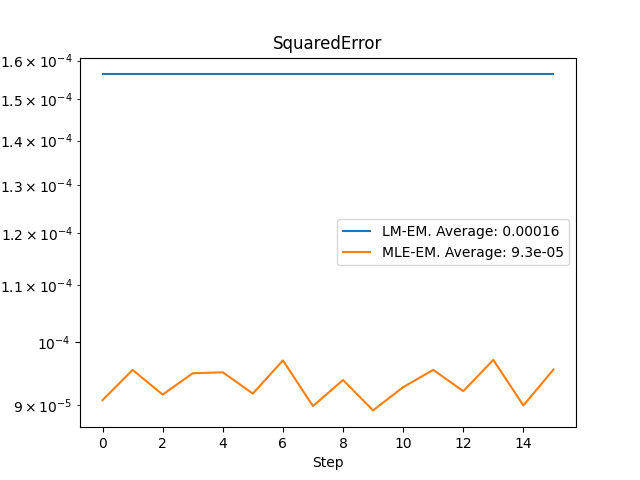 SquaredError
1.6 × 10⁻⁴
1.5 × 10⁻⁴
1.4 × 10⁻⁴
1.3 × 10⁻⁴
1.2 × 10⁻⁴
1.1 × 10⁻⁴
10⁻⁴
9 × 10⁻⁵
LM-EM. Average: 0.00016
MLE-EM. Average: 9.3e-05
0 2 4 6 8 10 12 14
Step